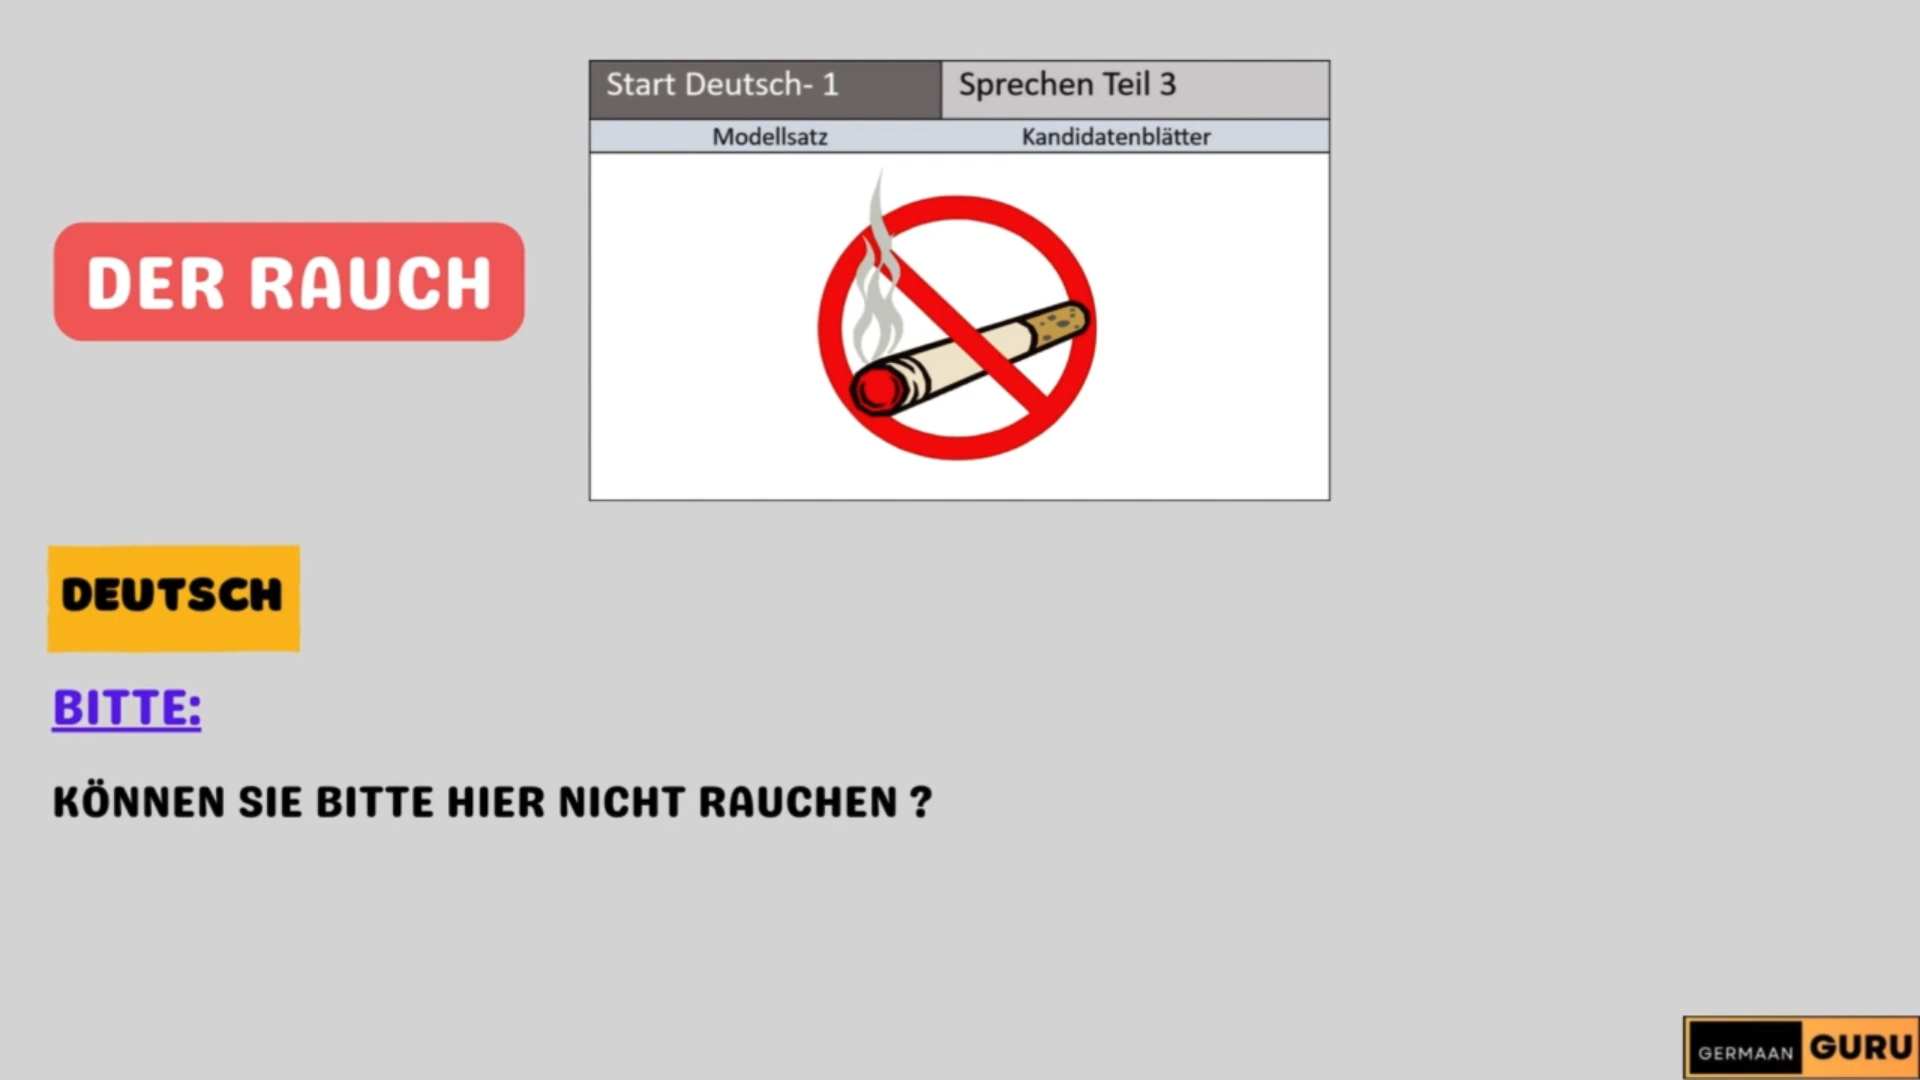 Start Deutsch- 1
Sprechen Teil 3
Modellsatz
Kandidatenblätter
DER RAUCH
DEUTSCH
BITTE:
KÖNNEN SIE BITTE HIER NICHT RAUCHEN ?
GERMAAN GURU